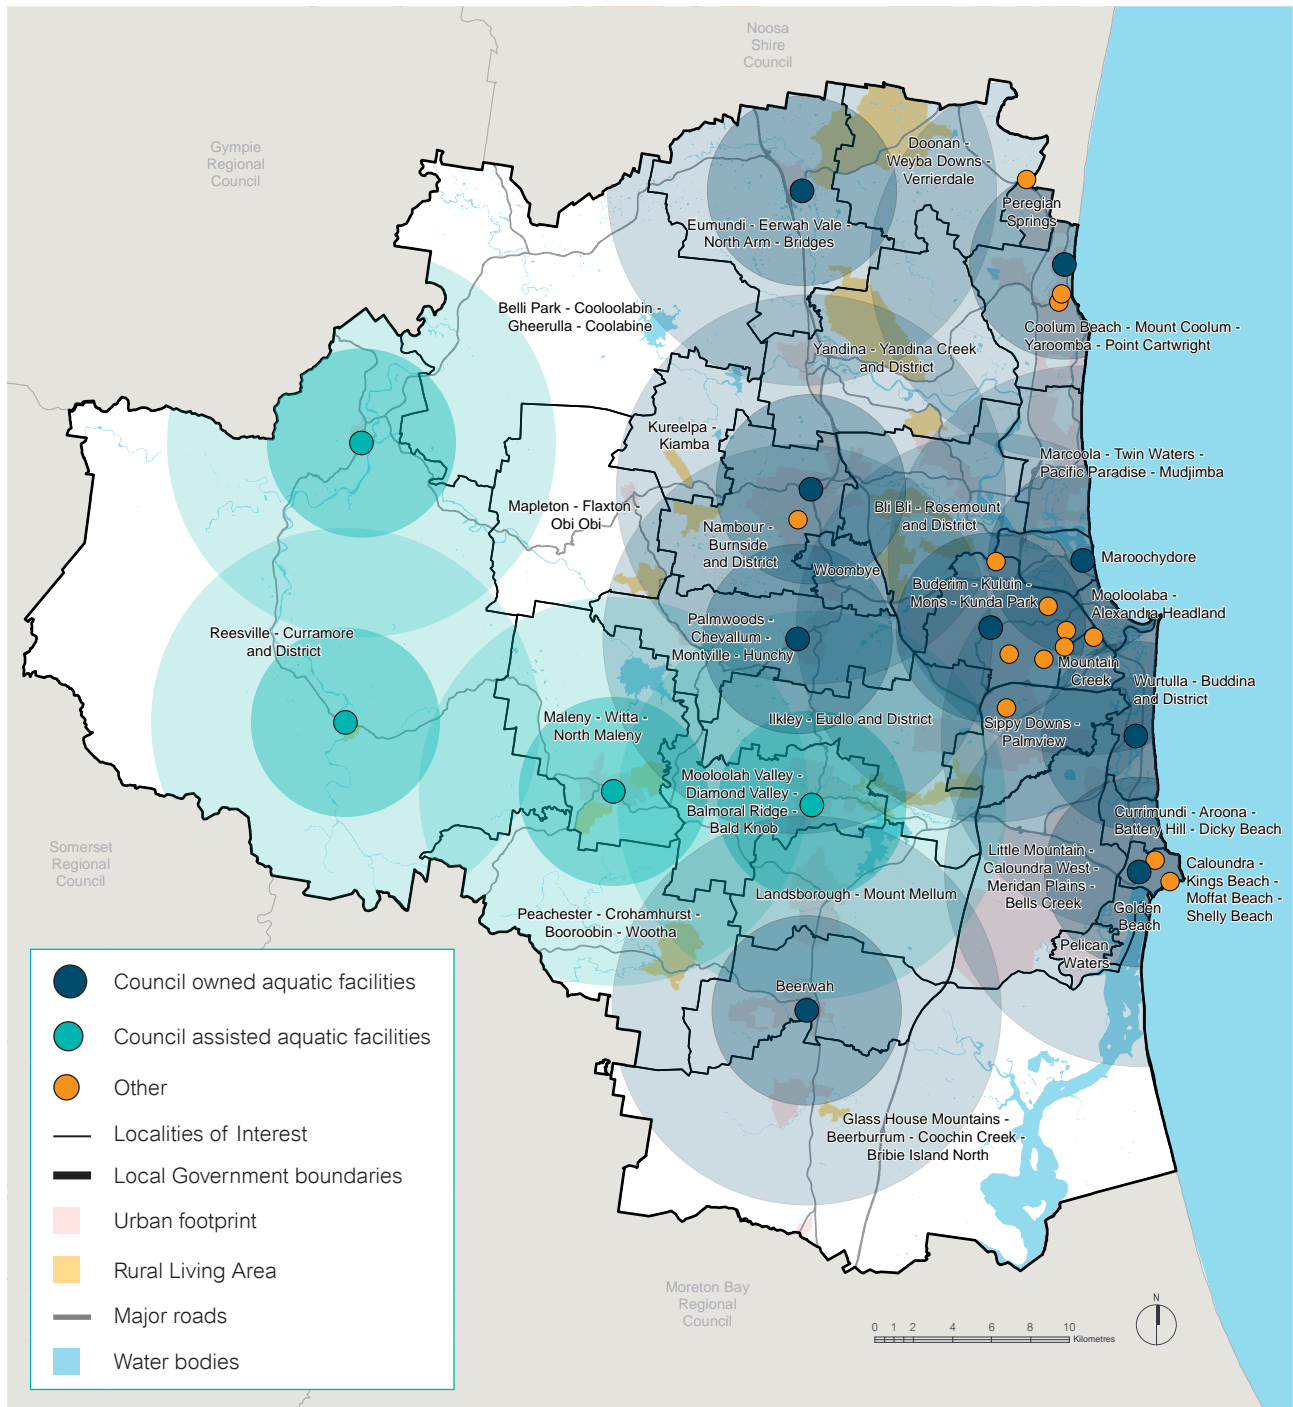 Noosa
Shire
Council
Gympie
Regional
Council
Doonan -
Weyba Downs -
Verrierdale
Peregian
Springs
Eumundi - Eerwah Vale -
North Arm - Bridges
Belli Park - Cooloolabin -
Gheerulla - Coolabine
Coolum Beach - Mount Coolum -
Yaroomba - Point Cartwright
Yandina - Yandina Creek
and District
Kureelpa -
Kiamba
Marcoola - Twin Waters -
Pacific Paradise - Mudjimba
Mapleton - Flaxton -
Obi Obi
Nambour -
Burnside
and District
Bli Bli - Rosemount
and District
Woombye
Maroochydore
Buderim - Kuluin -
Mons - Kunda Park
Mooloolaba -
Alexandra Headland
Palmwoods -
Chevallum -
Montville - Hunchy
Reesville - Curramore
and District
Mountain
Creek
Wurtulla - Buddina
and District
Maleny - Witta -
North Maleny
Ilkley - Eudlo and District
Sippy Downs -
Palmview
Mooloolah Valley -
Diamond Valley -
Balmoral Ridge -
Bald Knob
Currimundi - Aroona -
Battery Hill - Dicky Beach
Somerset
Regional
Council
Little Mountain -
Caloundra West -
Meridan Plains -
Bells Creek
Caloundra -
Kings Beach -
Moffat Beach -
Shelly Beach
Landsborough - Mount Mellum
Golden
Beach
Peachester - Crohamhurst -
Booroobin - Wootha
Pelican
Waters
Beerwah
Glass House Mountains -
Beerburrum - Coochin Creek -
Bribie Island North
Moreton Bay
Regional
Council
Council owned aquatic facilities
Council assisted aquatic facilities
Other
Localities of Interest
Local Government boundaries
Urban footprint
Rural Living Area
Major roads
Water bodies
N
0 1 2 4 6 8 10
Kilometres